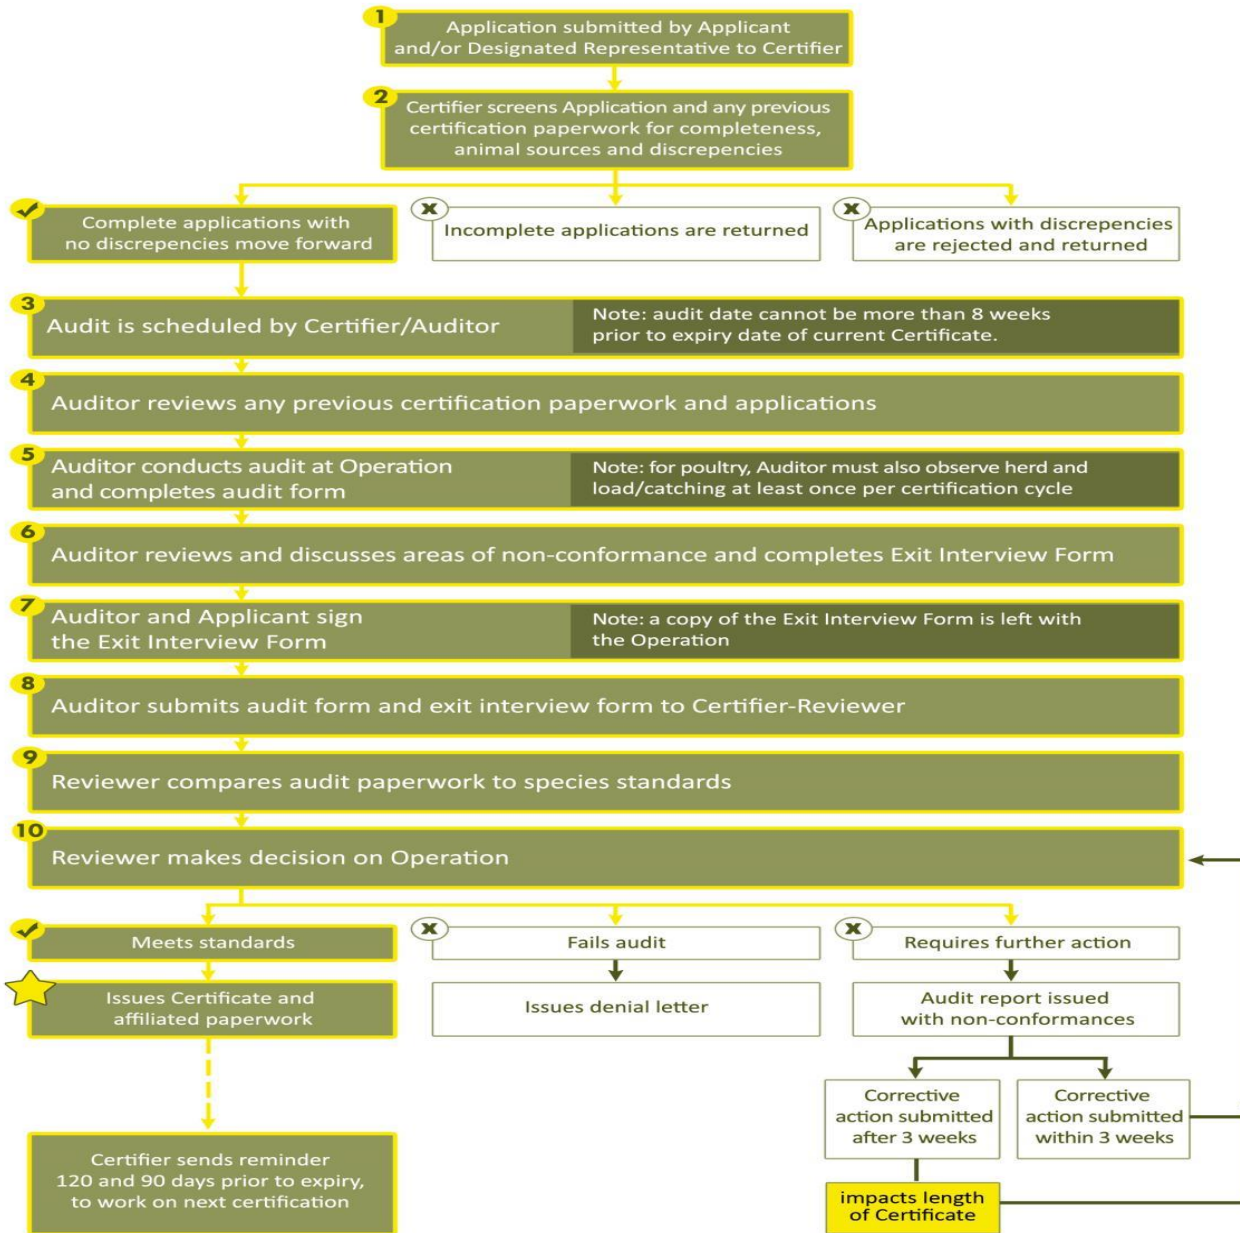 1
Application submitted by Applicant
and/or Designated Representative to Certifier
2
Certifier screens Application and any previous
certification paperwork for completeness,
animal sources and discrepencies
Complete applications with
no discrepencies move forward
X
Incomplete applications are returned
X
Applications with discrepencies
are rejected and returned
3
Audit is scheduled by Certifier/Auditor
Note: audit date cannot be more than 8 weeks
prior to expiry date of current Certificate.
4
Auditor reviews any previous certification paperwork and applications
5
Auditor conducts audit at Operation
and completes audit form
Note: for poultry, Auditor must also observe herd and
load/catching at least once per certification cycle
6
Auditor reviews and discusses areas of non-conformance and completes Exit Interview Form
7
Auditor and Applicant sign
the Exit Interview Form
Note: a copy of the Exit Interview Form is left with
the Operation
8
Auditor submits audit form and exit interview form to Certifier-Reviewer
9
Reviewer compares audit paperwork to species standards
10
Reviewer makes decision on Operation
Meets standards
X
Fails audit
X
Requires further action
Issues Certificate and
affiliated paperwork
Issues denial letter
Audit report issued
with non-conformances
Corrective
action submitted
after 3 weeks
Corrective
action submitted
within 3 weeks
Certifier sends reminder
120 and 90 days prior to expiry,
to work on next certification
impacts length
of Certificate